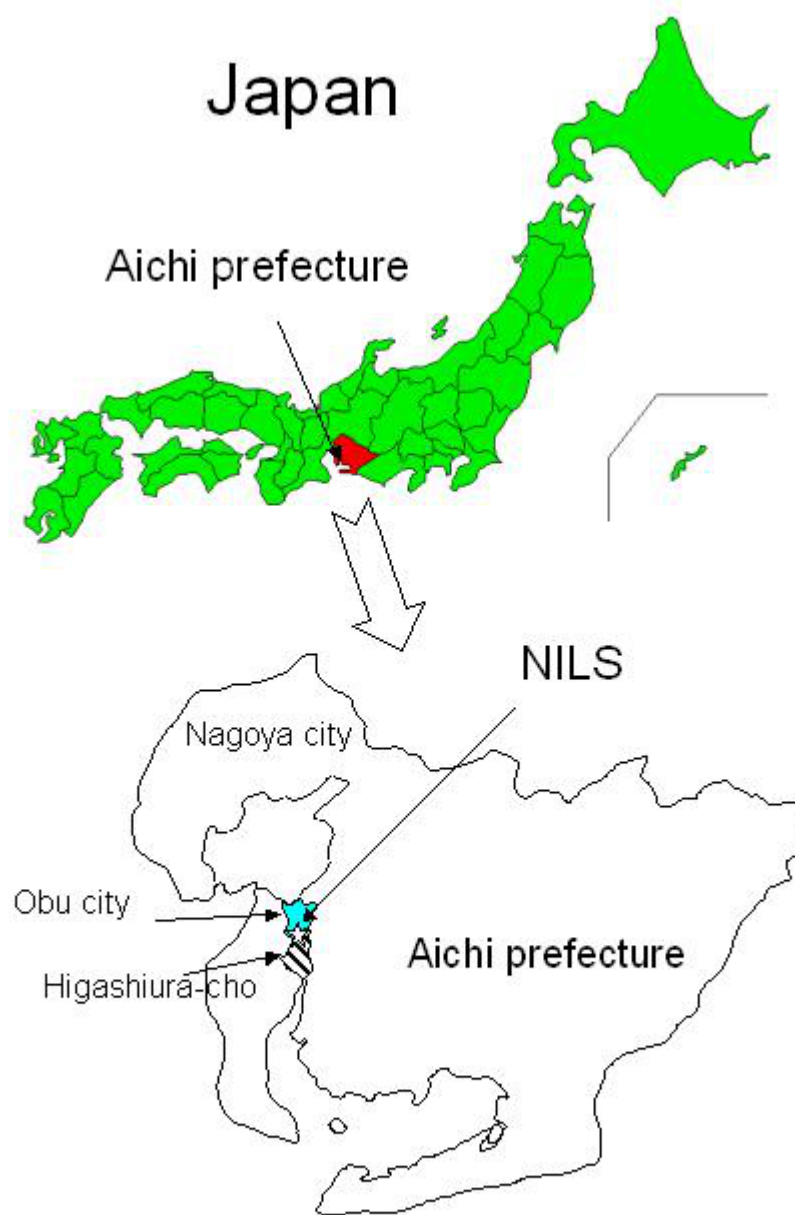 Japan
Aichi prefecture
NILS
Nagoya city
Obu city
Aichi prefecture
Higashiura-cho